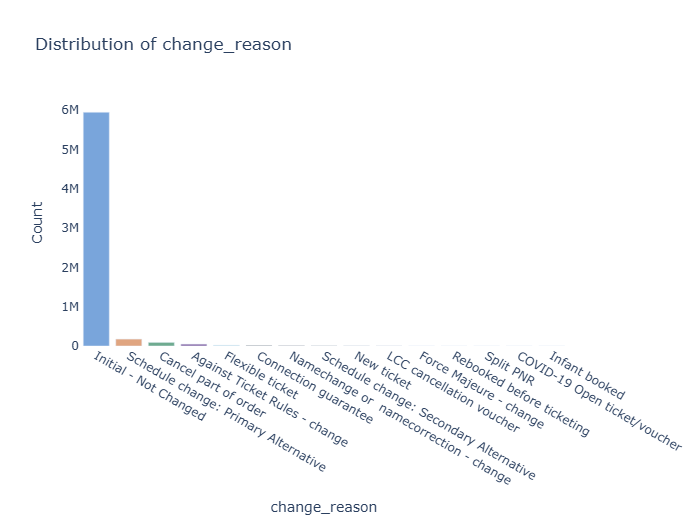 Distribution of change_reason
Count
6M
5M
4M
3M
2M
1M
0
Initial - Not Changed
Schedule change: Primary Alternative
Cancel part of order
Against Ticket Rules - change
Flexible ticket
Connection guarantee
Namechange or  namecorrection - change
Schedule change: Secondary Alternative
New ticket
LCC cancellation voucher
Force Majeure - change
Rebooked before ticketing
Split PNR
COVID-19 Open ticket/voucher
Infant booked
change_reason